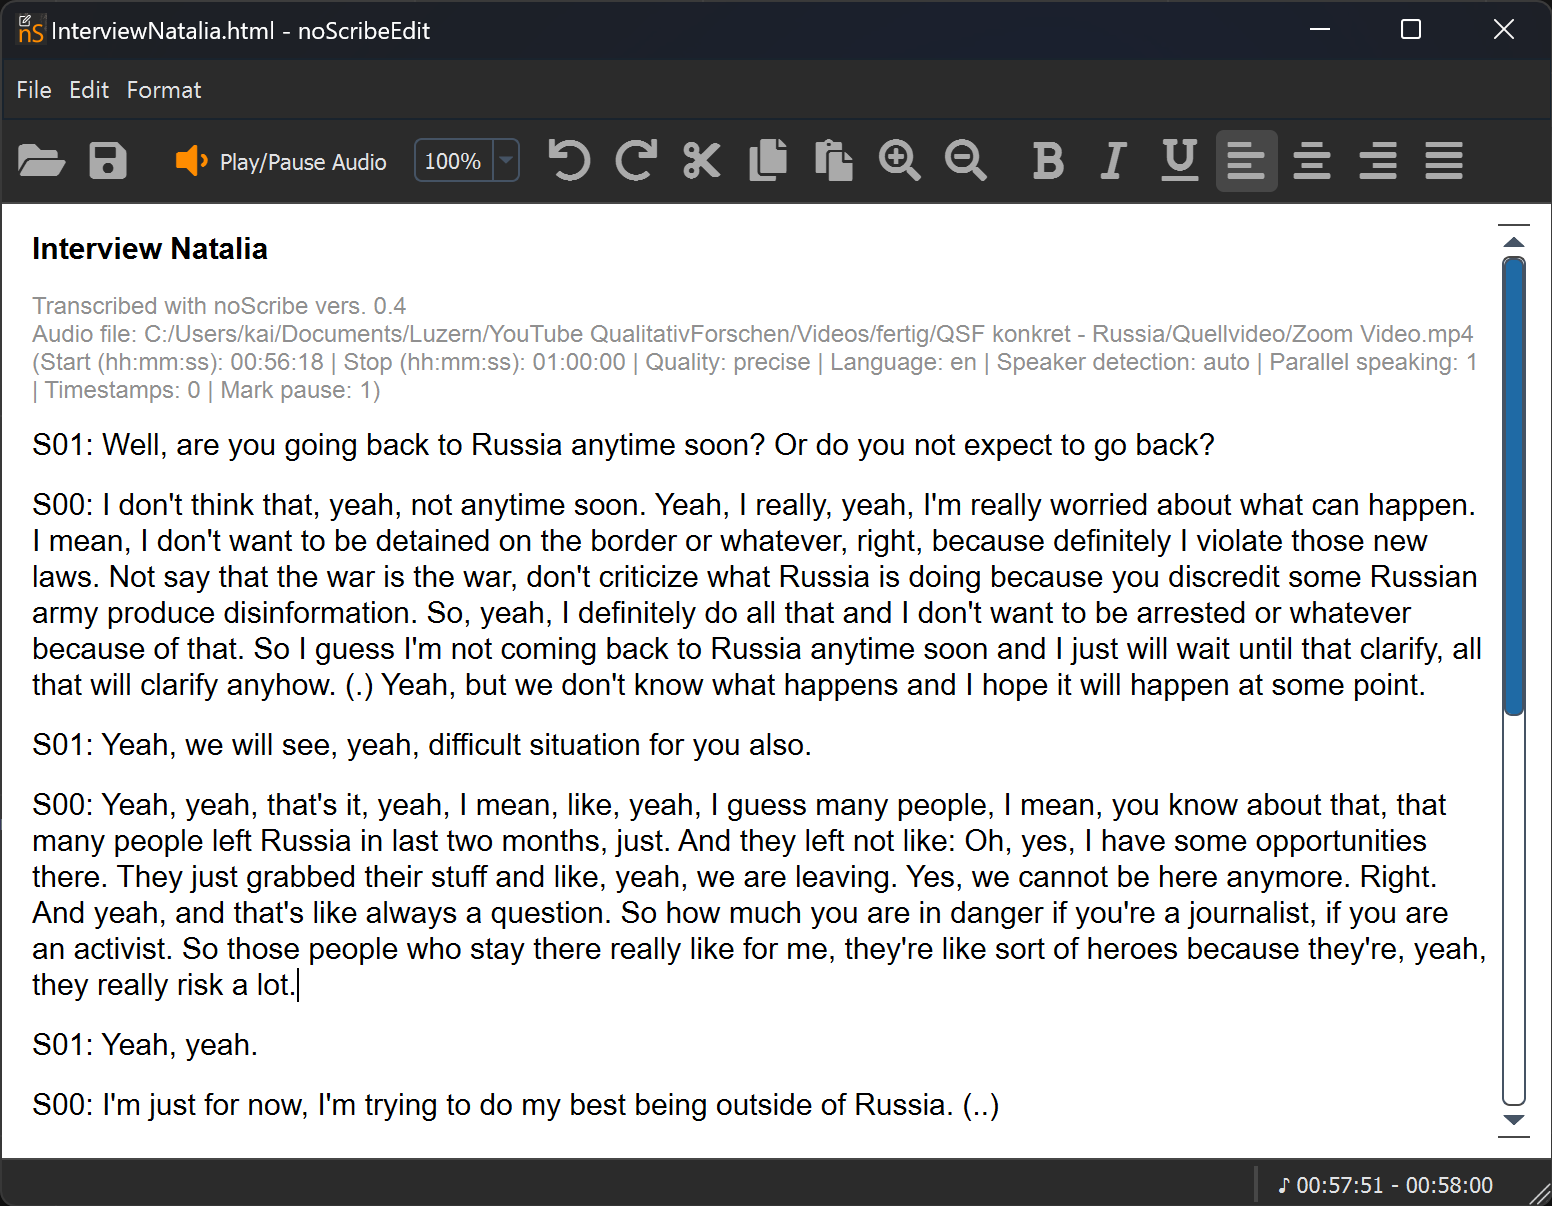 nS InterviewNatalia.html - noScribeEdit
File Edit Format
Play/Pause Audio 100% B I U
Interview Natalia
Transcribed with noScribe vers. 0.4
Audio file: C:/Users/kai/Documents/Luzern/YouTube QualitativForschen/Videos/fertig/QSF konkret - Russia/Quellvideo/Zoom Video.mp4
(Start (hh:mm:ss): 00:56:18 | Stop (hh:mm:ss): 01:00:00 | Quality: precise | Language: en | Speaker detection: auto | Parallel speaking: 1
| Timestamps: 0 | Mark pause: 1)
S01: Well, are you going back to Russia anytime soon? Or do you not expect to go back?
S00: I don't think that, yeah, not anytime soon. Yeah, I really, yeah, I'm really worried about what can happen.
I mean, I don't want to be detained on the border or whatever, right, because definitely I violate those new
laws. Not say that the war is the war, don't criticize what Russia is doing because you discredit some Russian
army produce disinformation. So, yeah, I definitely do all that and I don't want to be arrested or whatever
because of that. So I guess I'm not coming back to Russia anytime soon and I just will wait until that clarify, all
that will clarify anyhow. (.) Yeah, but we don't know what happens and I hope it will happen at some point.
S01: Yeah, we will see, yeah, difficult situation for you also.
S00: Yeah, yeah, that's it, yeah, I mean, like, yeah, I guess many people, I mean, you know about that, that
many people left Russia in last two months, just. And they left not like: Oh, yes, I have some opportunities
there. They just grabbed their stuff and like, yeah, we are leaving. Yes, we cannot be here anymore. Right.
And yeah, and that's like always a question. So how much you are in danger if you're a journalist, if you are
an activist. So those people who stay there really like for me, they're like sort of heroes because they're, yeah,
they really risk a lot.
S01: Yeah, yeah.
S00: I'm just for now, I'm trying to do my best being outside of Russia. (..)
♪ 00:57:51 - 00:58:00